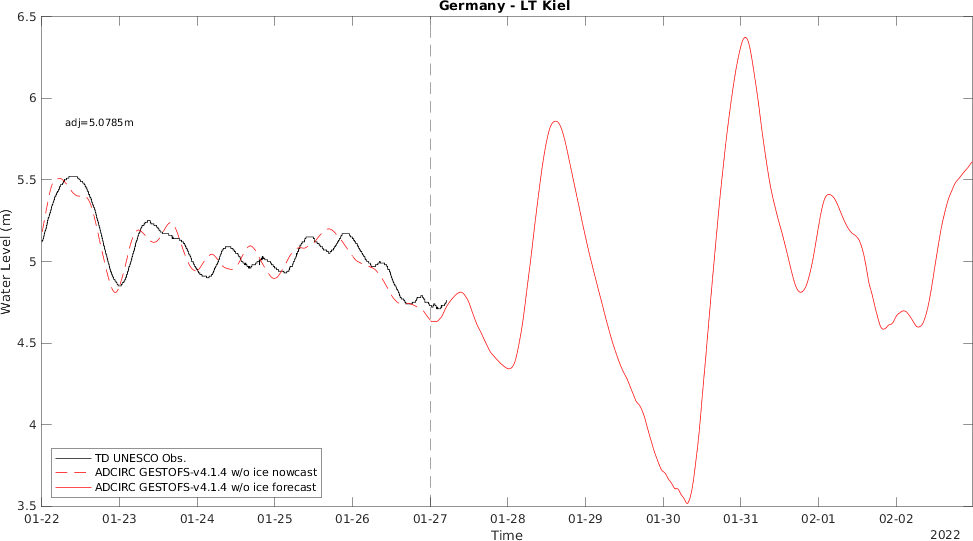 Germany - LT Kiel
6.5
6
5.5
5
4.5
4
3.5
Water Level (m)
adj=5.0785m
TD UNESCO Obs.
ADCIRC GESTOFS-v4.1.4 w/o ice nowcast
ADCIRC GESTOFS-v4.1.4 w/o ice forecast
01-22 01-23 01-24 01-25 01-26 01-27 01-28 01-29 01-30 01-31 02-01 02-02
Time
2022